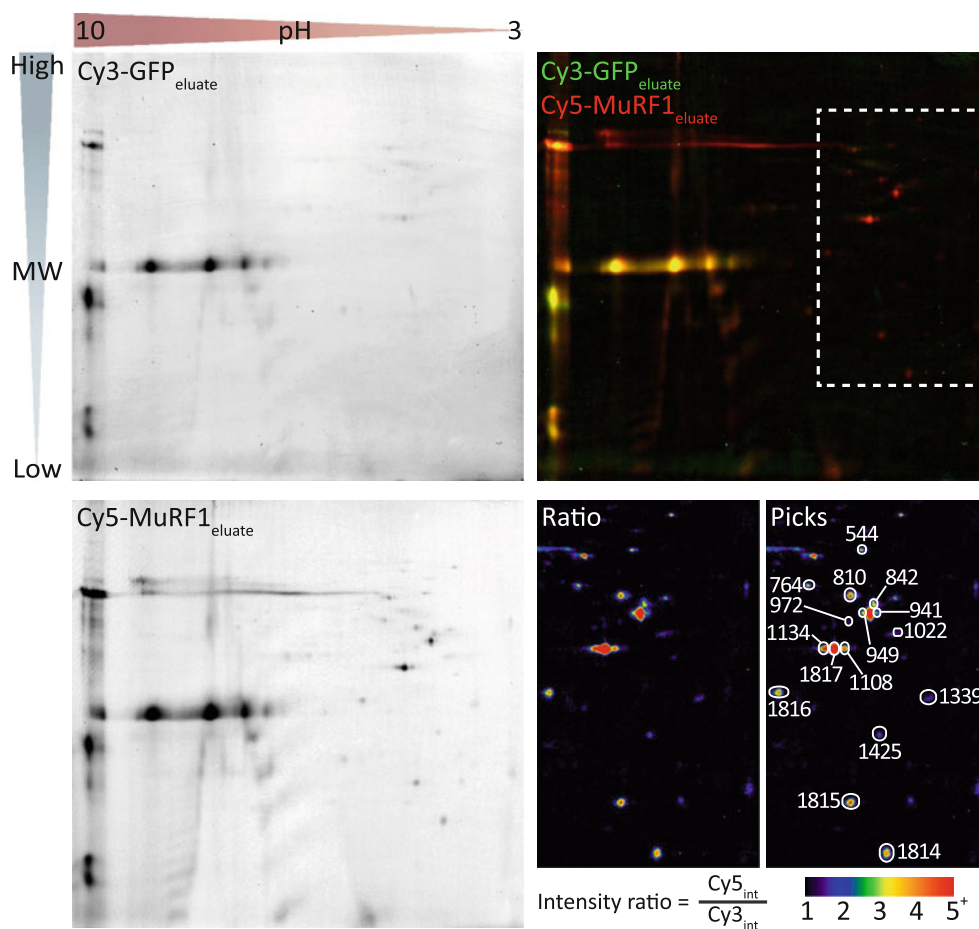 10 pH 3
High
MW
Low
Cy3-GFPeluate
Cy3-GFPeluate
Cy5-MuRF1eluate
Cy5-MuRF1eluate
Ratio
Picks
544
764
810
842
972
941
1022
1134
949
1817
1108
1816
1339
1425
1815
1814
Intensity ratio = Cy5int
Cy3int
1 2 3 4 5+